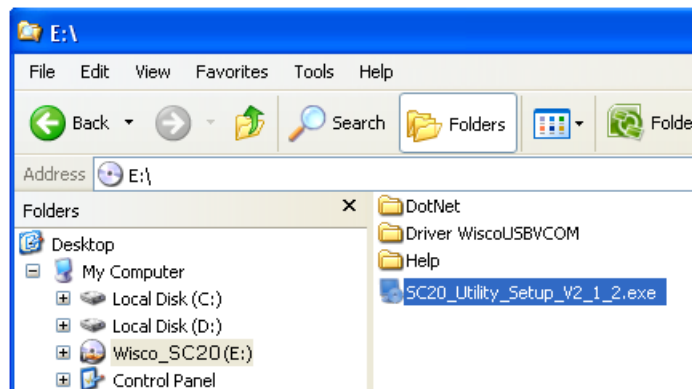 E:\
File Edit View Favorites Tools Help
Back Search Folders
Address E:\
Folders
Desktop
My Computer
Local Disk (C:)
Local Disk (D:)
Wisco_SC20(E:)
Control Panel
DotNet
Driver WiscoUSBVCOM
Help
SC20_Utility_Setup_V2_1_2.exe